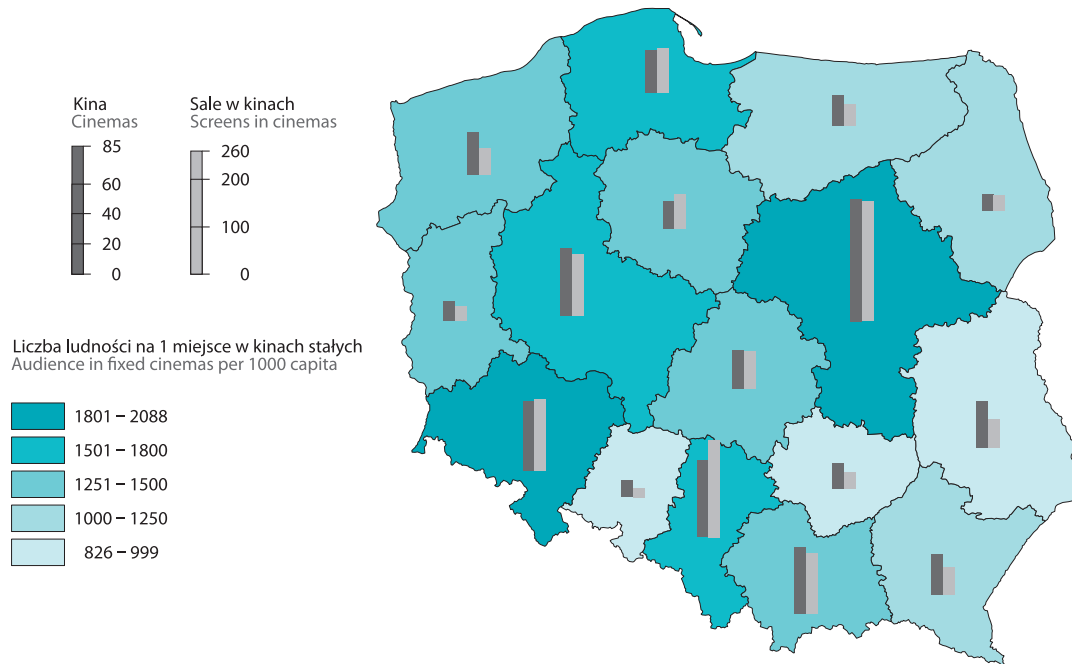 Kina
Cinemas
85
60
40
20
0
Sale w kinach
Screens in cinemas
260
200
100
0
Liczba ludności na 1 miejsce w kinach stałych
Audience in fixed cinemas per 1000 capita
1801 – 2088
1501 – 1800
1251 – 1500
1000 – 1250
826 – 999